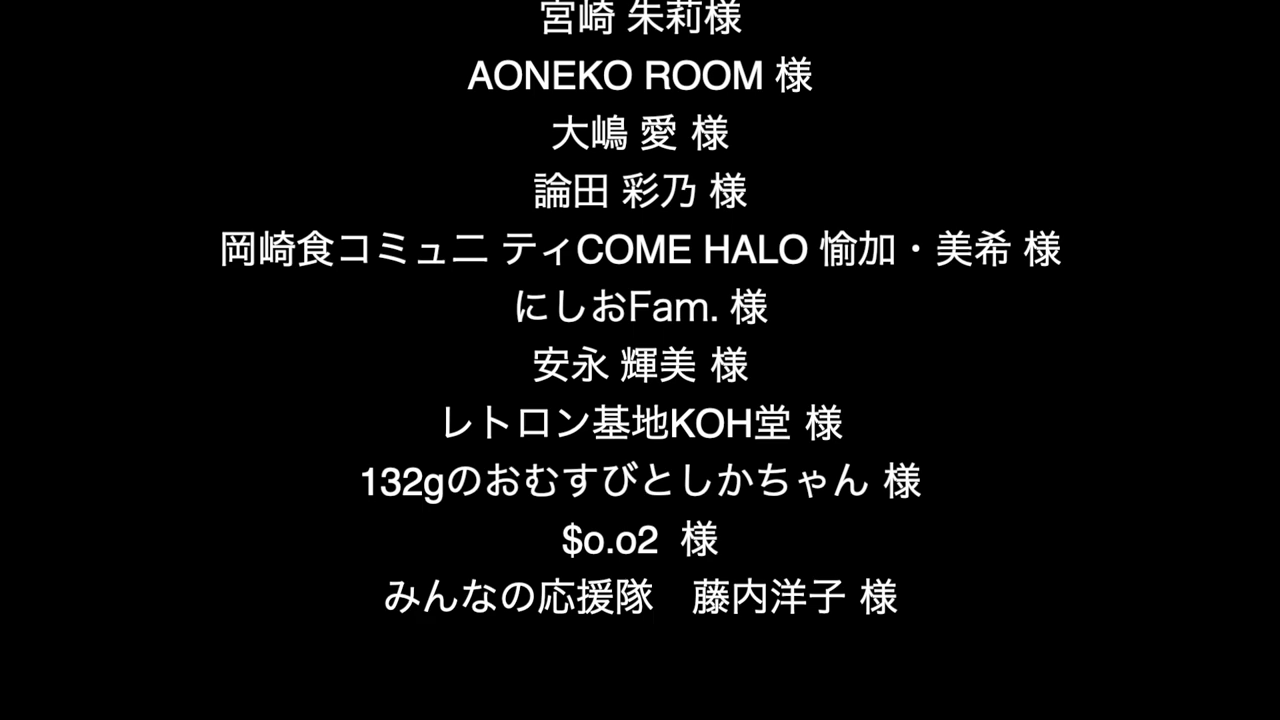 宮崎 朱莉様
AONEKO ROOM 様
大嶋 愛 様
論田 彩乃 様
岡崎食コミュニ ティCOME HALO 愉加・美希 様
にしおFam. 様
安永 輝美 様
レトロン基地KOH堂 様
132gのおむすびとしかちゃん 様
$o.o2 様
みんなの応援隊　藤内洋子 様